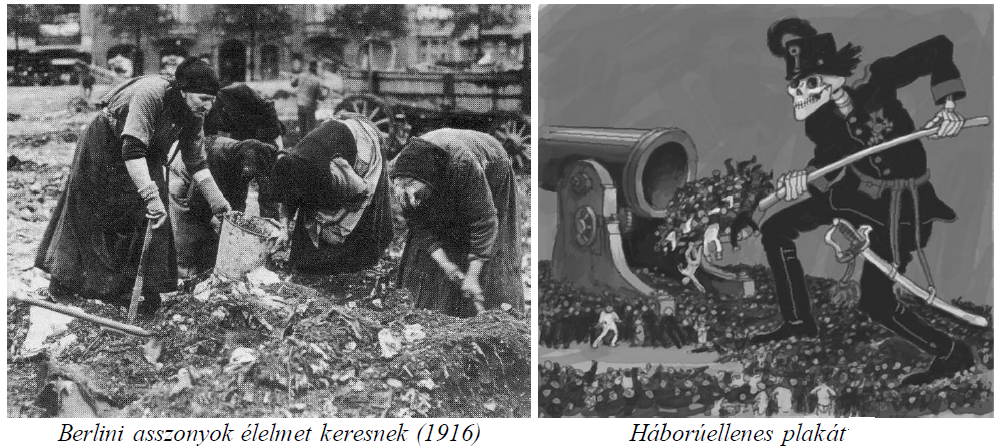 Berlini asszonyok élelmet keresnek (1916)
Háborúellenes plakát